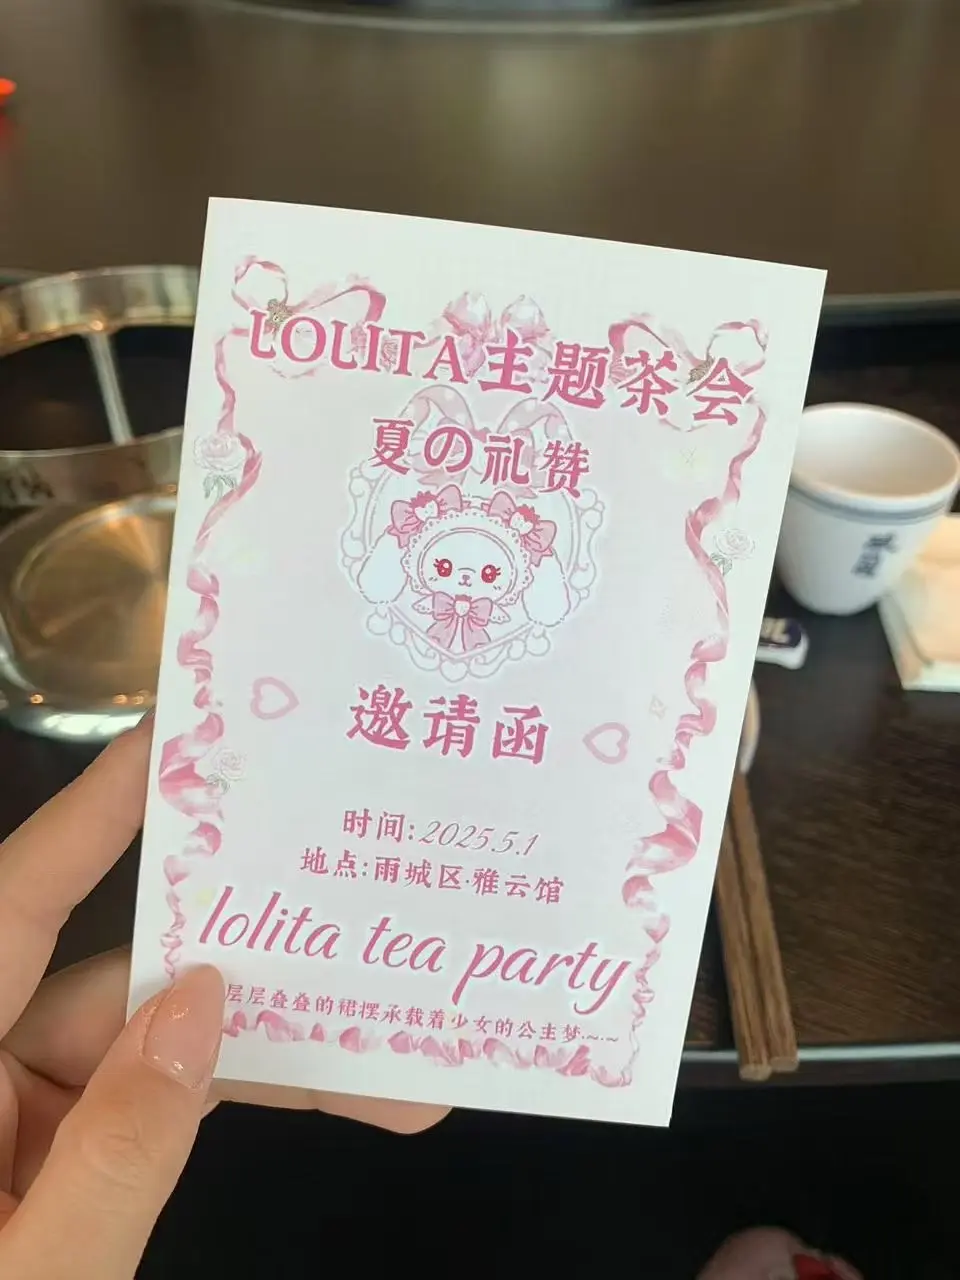 LOLITA主题茶会
夏の礼赞
邀请函
时间:2025.5.1
地点:雨城区·雅云馆
lolita tea party
层层叠叠的裙摆承载着少女的公主梦·~·~